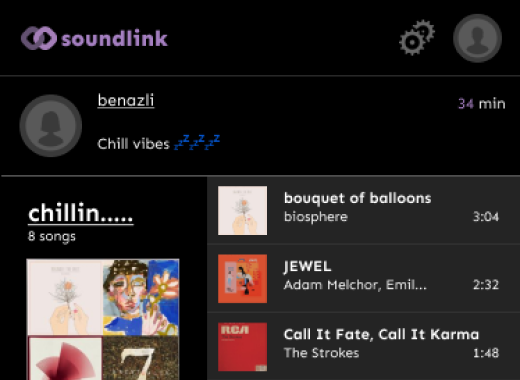 soundlink
benazli
34 min
Chill vibes 💤💤💤
chillin.....
8 songs
bouquet of balloons
biosphere
3:04
JEWEL
Adam Melchor, Emil...
2:32
Call It Fate, Call It Karma
The Strokes
1:48
RCA
7